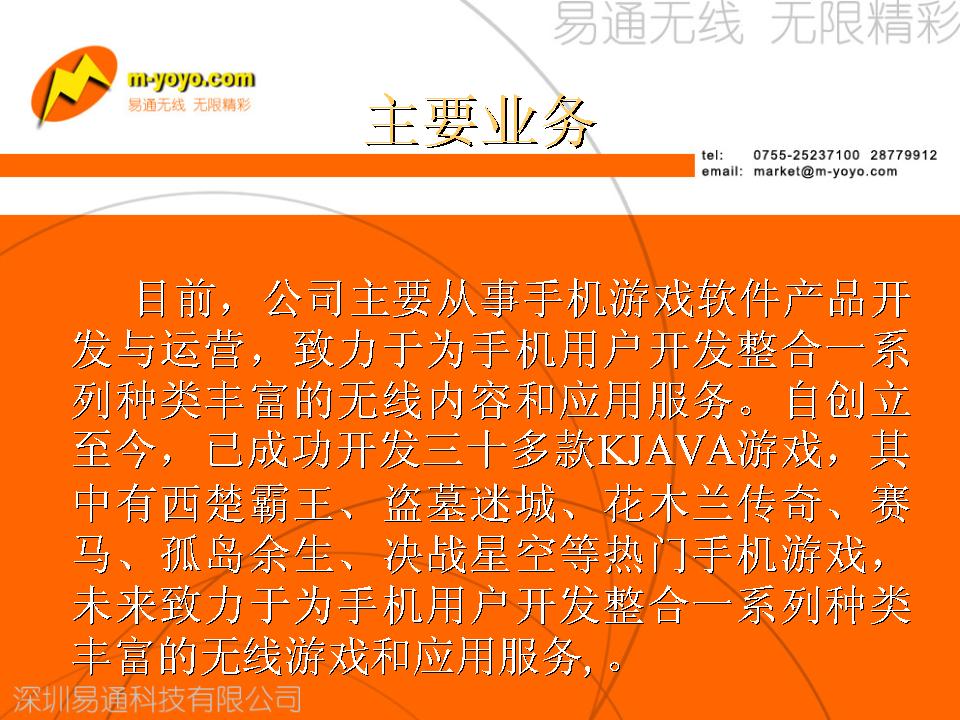 易通无线 无限精彩
m-yoyo.com
易通无线 无限精彩
主要业务
tel: 0755-25237100 28779912
email: market@m-yoyo.com
目前，公司主要从事手机游戏软件产品开
发与运营，致力于为手机用户开发整合一系
列种类丰富的无线内容和应用服务。自创立
至今，已成功开发三十多款KJAVA游戏，其
中有西楚霸王、盗墓迷城、花木兰传奇、赛
马、孤岛余生、决战星空等热门手机游戏，
未来致力于为手机用户开发整合一系列种类
丰富的无线游戏和应用服务,。
深圳易通科技有限公司